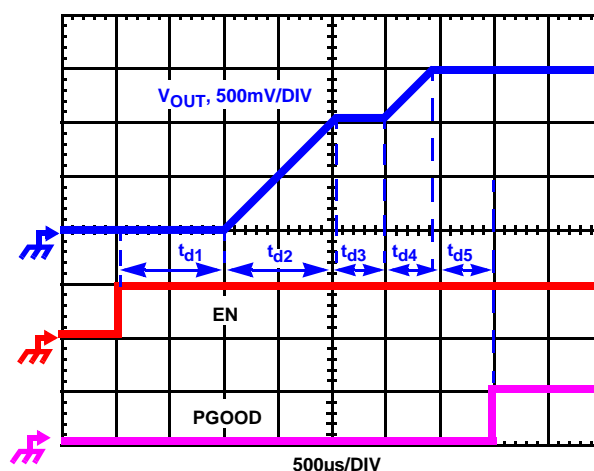 VOUT, 500mV/DIV
td1 td2 td3 td4 td5
EN
PGOOD
500us/DIV